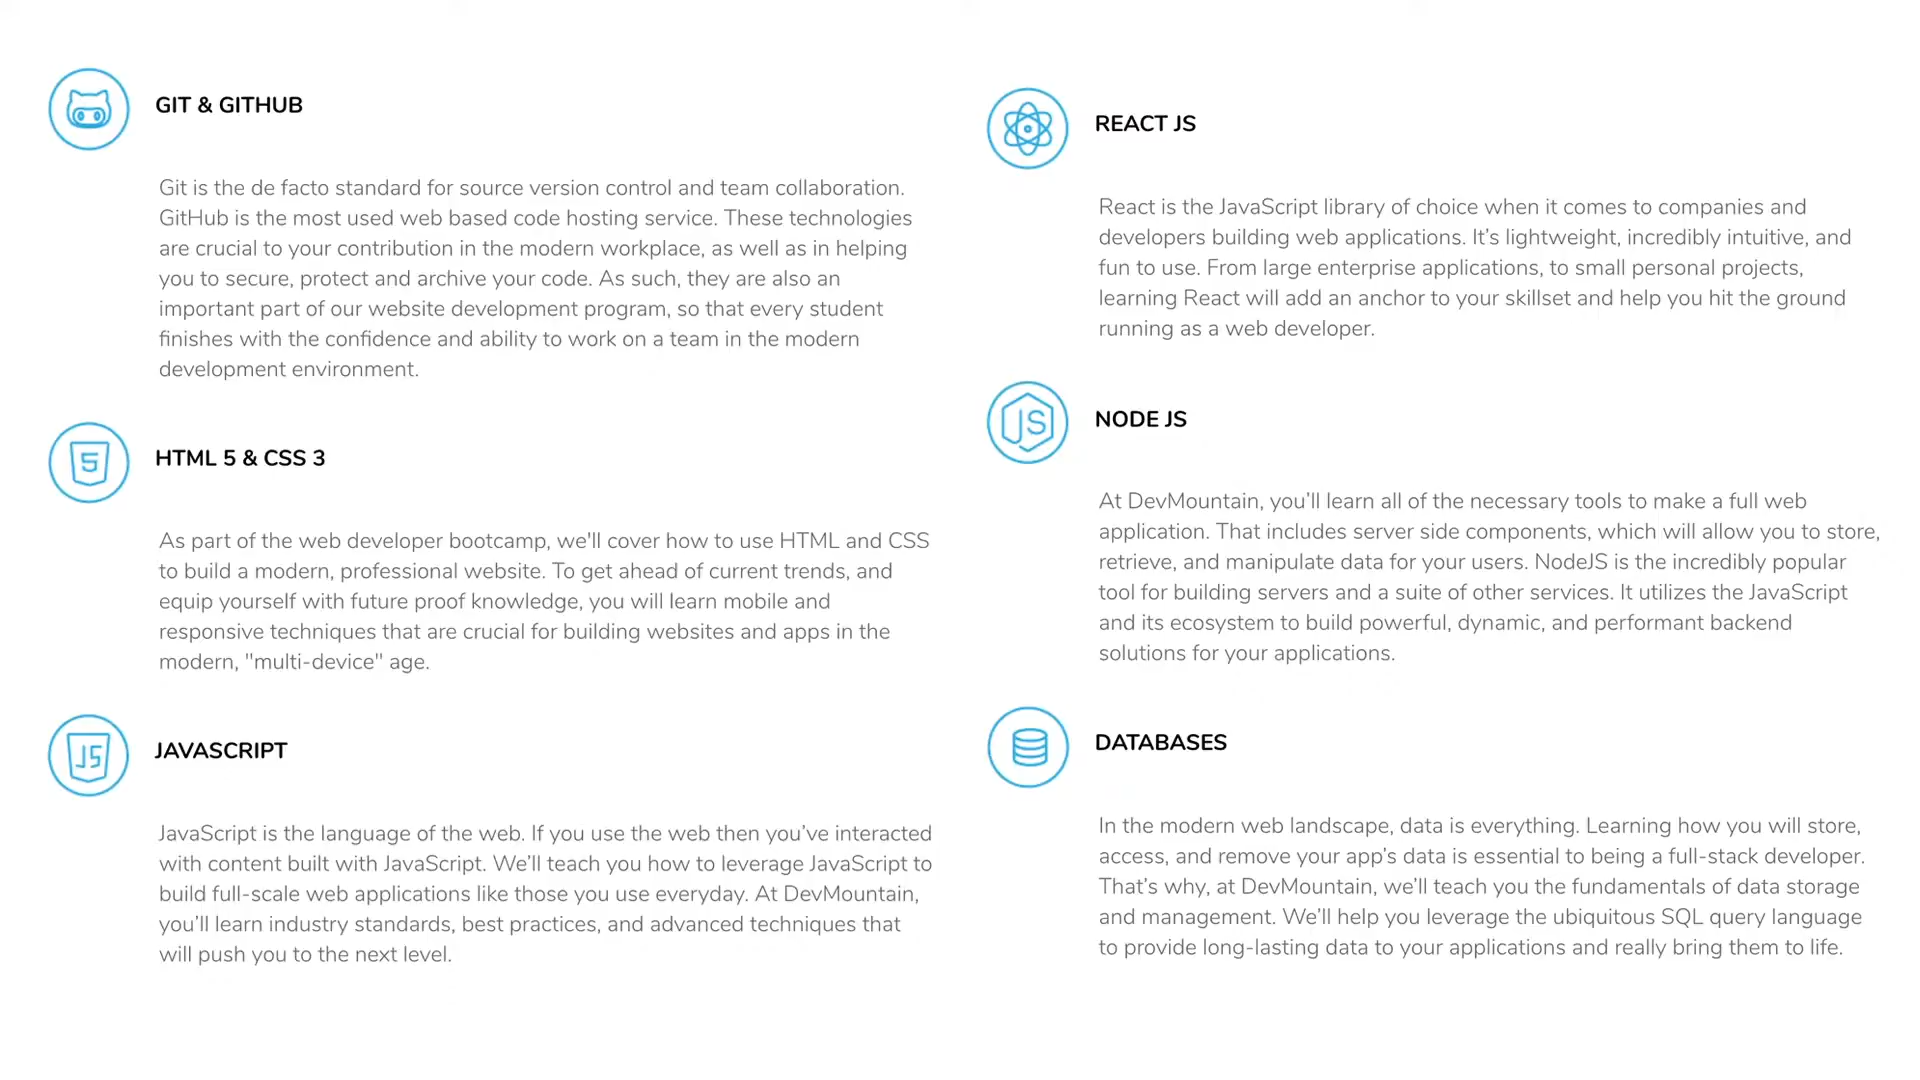 GIT & GITHUB
Git is the de facto standard for source version control and team collaboration.
GitHub is the most used web based code hosting service. These technologies
are crucial to your contribution in the modern workplace, as well as in helping
you to secure, protect and archive your code. As such, they are also an
important part of our website development program, so that every student
finishes with the confidence and ability to work on a team in the modern
development environment.
5
HTML 5 & CSS 3
As part of the web developer bootcamp, we'll cover how to use HTML and CSS
to build a modern, professional website. To get ahead of current trends, and
equip yourself with future proof knowledge, you will learn mobile and
responsive techniques that are crucial for building websites and apps in the
modern, "multi-device" age.
JS
JAVASCRIPT
JavaScript is the language of the web. If you use the web then you’ve interacted
with content built with JavaScript. We’ll teach you how to leverage JavaScript to
build full-scale web applications like those you use everyday. At DevMountain,
you’ll learn industry standards, best practices, and advanced techniques that
will push you to the next level.
REACT JS
React is the JavaScript library of choice when it comes to companies and
developers building web applications. It’s lightweight, incredibly intuitive, and
fun to use. From large enterprise applications, to small personal projects,
learning React will add an anchor to your skillset and help you hit the ground
running as a web developer.
JS
NODE JS
At DevMountain, you’ll learn all of the necessary tools to make a full web
application. That includes server side components, which will allow you to store,
retrieve, and manipulate data for your users. NodeJS is the incredibly popular
tool for building servers and a suite of other services. It utilizes the JavaScript
and its ecosystem to build powerful, dynamic, and performant backend
solutions for your applications.
DATABASES
In the modern web landscape, data is everything. Learning how you will store,
access, and remove your app’s data is essential to being a full-stack developer.
That’s why, at DevMountain, we’ll teach you the fundamentals of data storage
and management. We’ll help you leverage the ubiquitous SQL query language
to provide long-lasting data to your applications and really bring them to life.